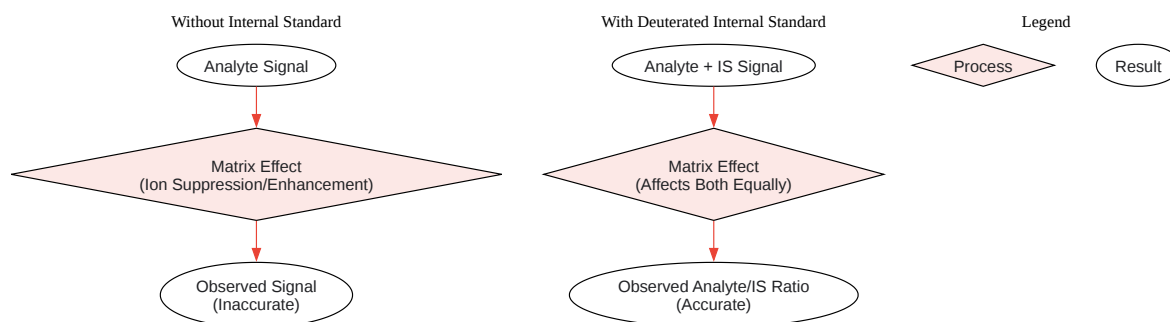 Without Internal Standard
Analyte Signal
Matrix Effect
(Ion Suppression/Enhancement)
Observed Signal
(Inaccurate)
With Deuterated Internal Standard
Analyte + IS Signal
Matrix Effect
(Affects Both Equally)
Observed Analyte/IS Ratio
(Accurate)
Legend
Process
Result